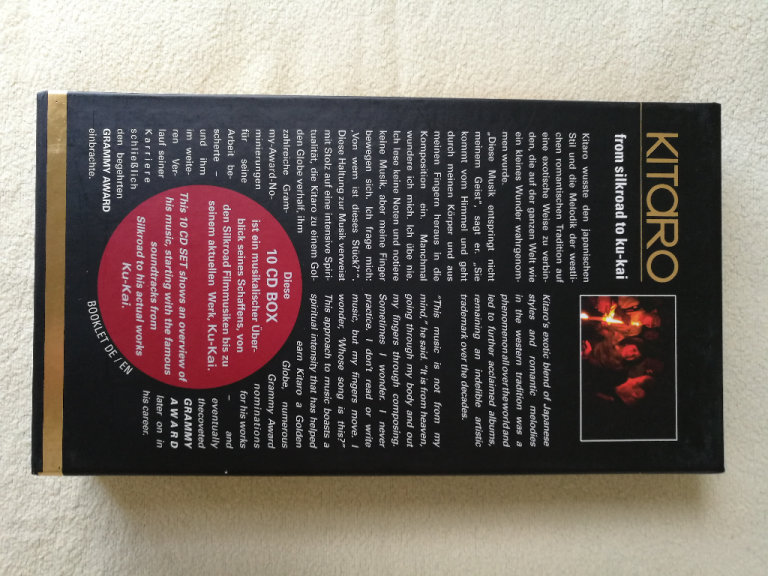 KITARO
from silkroad to ku-kai
Kitaro wusste den japanischen
Stil und die Melodik der westli-
chen romantischen Tradition auf
eine exotische Weise zu verbin-
den, die auf der ganzen Welt wie
ein kleines Wunder wahrgenom-
men wurde.
„Diese Musik entspringt nicht
meinem Geist“, sagt er. „Sie
kommt vom Himmel und geht
durch meinen Körper und aus
meinen Fingern heraus in die
Komposition ein. Manchmal
wundere ich mich. Ich übe nie,
Ich lese keine Noten und notiere
keine Musik, aber meine Finger
bewegen sich. Ich frage mich:
‚Von wem ist dieses Stück?‘“
Diese Haltung zur Musik verweist
mit Stolz auf eine intensive Spiri-
tualität, die Kitaro zu einem Gol-
den Globe verhalf, ihm
zahlreiche Gram-
my-Award-No-
minierungen
für seine
Arbeit be-
scherte –
und ihm
im weite-
ren Ver-
lauf seiner
Karriere
schließlich
den begehrten
GRAMMY AWARD
einbrachte.
Kitaro's exotic blend of Japanese
styles and romantic melodies
in the western tradition was a
phenomenon all over the world and
led to further acclaimed albums,
remaining an indelible artistic
trademark over the decades.
"This music is not from my
mind," he said. "It is from heaven,
going through my body and out
my fingers through composing.
Sometimes I wonder. I never
practice. I don't read or write
music, but my fingers move. I
wonder, 'Whose song is this?'"
This approach to music boasts a
spiritual intensity that has helped
earn Kitaro a Golden
Globe, numerous
Grammy Award
nominations
for his works
– and
eventually
thecoveted
GRAMMY
AWARD
later on in
his career.
Diese
10 CD BOX
ist ein musikalischer Über-
blick seines Schaffens, von
den Silkroad Filmmusiken bis zu
seinem aktuellen Werk, Ku-Kai.
This 10 CD SET shows an overview of
his music, starting with the famous
soundtracks from
Silkroad to his actual works
Ku-Kai.
BOOKLET DE / EN